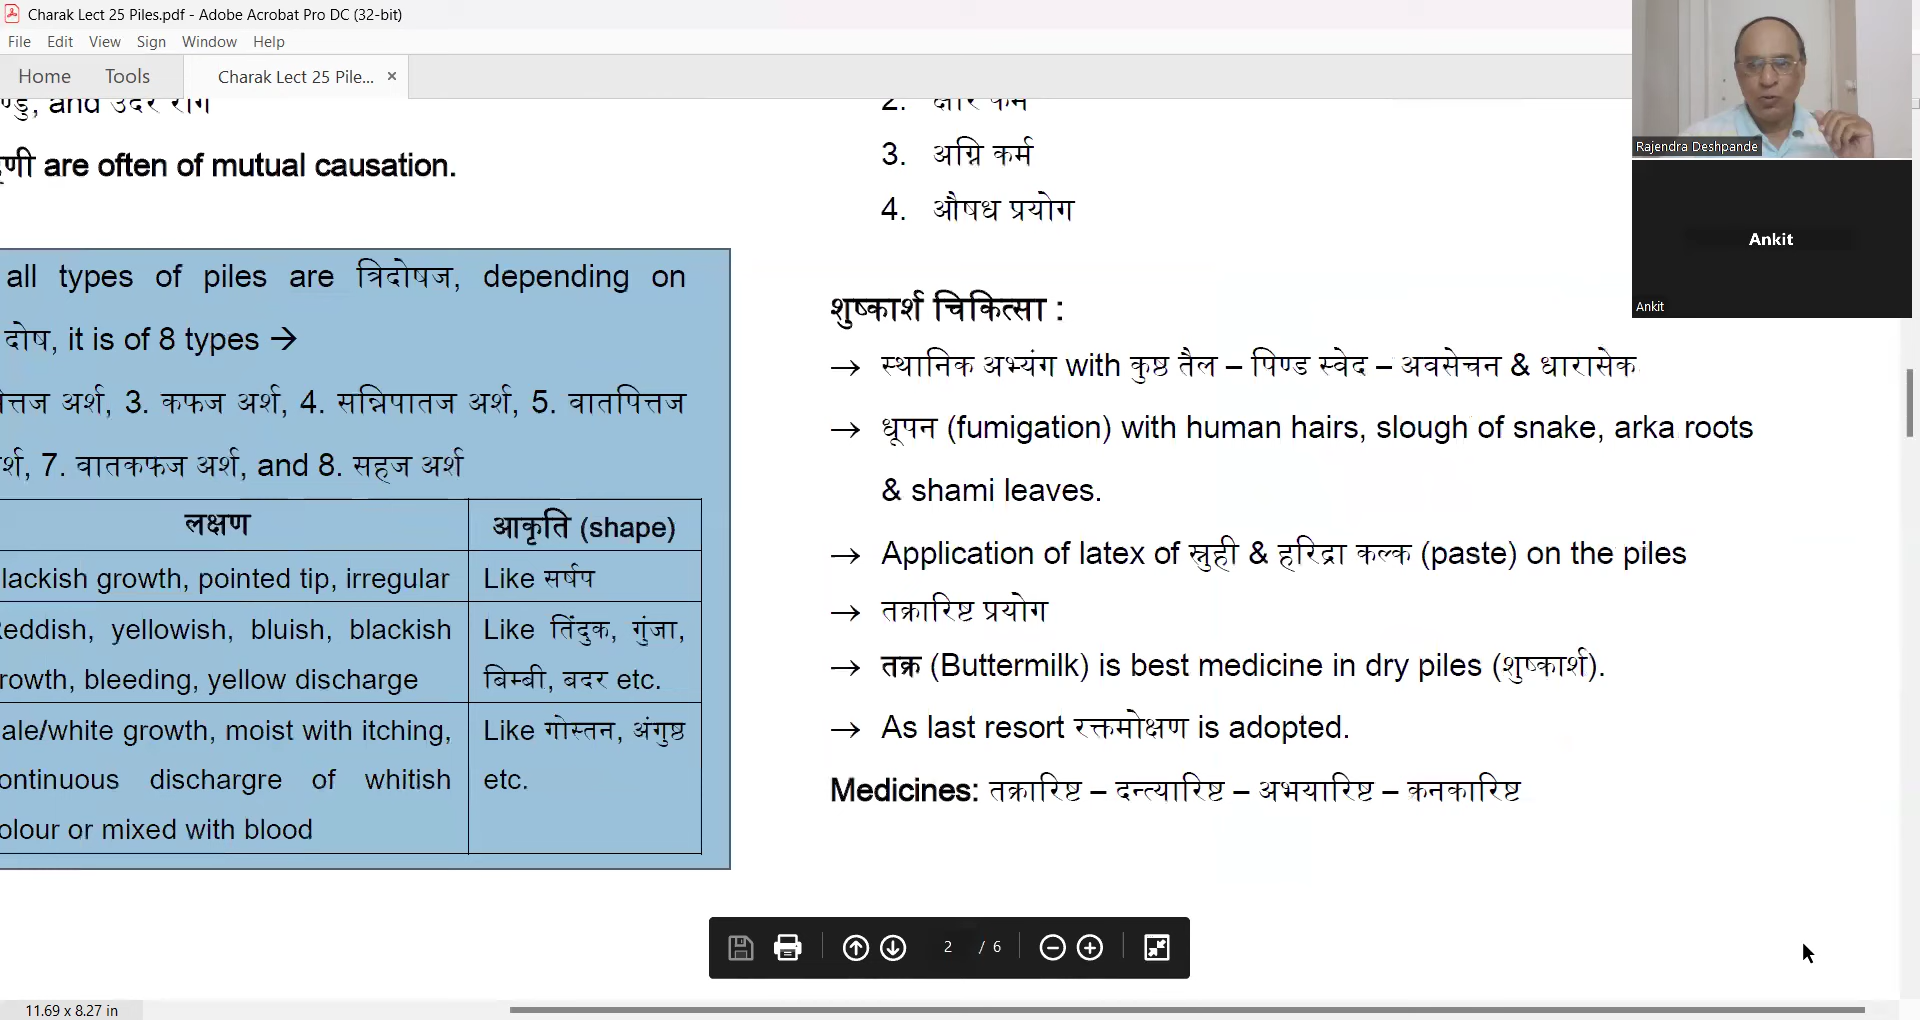 Charak Lect 25 Piles.pdf - Adobe Acrobat Pro DC (32-bit)
File Edit View Sign Window Help
Home Tools Charak Lect 25 Pile... ×
and उदर रोग
are often of mutual causation.
all types of piles are त्रिदोषज, depending on
दोष, it is of 8 types →
अर्श, 3. कफज अर्श, 4. सन्निपातज अर्श, 5. वातपित्तज
7. वातकफज अर्श, and 8. सहज अर्श
लक्षण आकृति (shape)
lackish growth, pointed tip, irregular Like सर्षप
eddish, yellowish, bluish, blackish Like तिंदुक, गुंजा,
rowth, bleeding, yellow discharge बिम्बी, बदर etc.
ale/white growth, moist with itching, Like गोस्तन, अंगुष्ठ
ontinuous dischargre of whitish etc.
olour or mixed with blood
2. क्षार कर्म
3. अग्नि कर्म
4. औषध प्रयोग
शुष्कार्श चिकित्सा :
→ स्थानिक अभ्यंग with कुष्ठ तैल – पिण्ड स्वेद – अवसेचन & धारासेक
→ धूपन (fumigation) with human hairs, slough of snake, arka roots
& shami leaves.
→ Application of latex of स्नुही & हरिद्रा कल्क (paste) on the piles
→ तक्रारिष्ट प्रयोग
→ तक्र (Buttermilk) is best medicine in dry piles (शुष्कार्श).
→ As last resort रक्तमोक्षण is adopted.
Medicines: तक्रारिष्ट – दन्त्यारिष्ट – अभयारिष्ट – कनकारिष्ट
Rajendra Deshpande
Ankit
Ankit
2 / 6
11.69 x 8.27 in